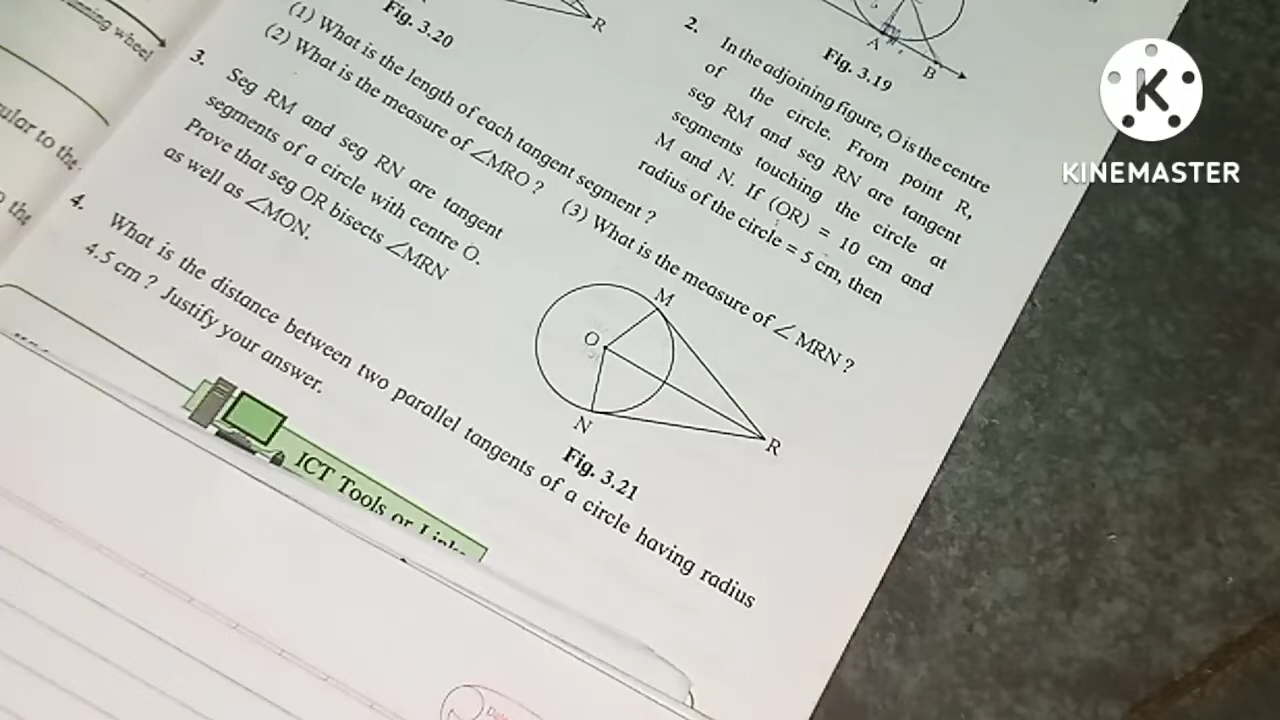 unning wheel
cular to the
o the
Fig. 3.20
R
A
B
Fig. 3.19
2. In the adjoining figure, O is the centre
of the circle. From point R,
seg RM and seg RN are tangent
segments touching the circle at
M and N. If (OR) = 10 cm and
radius of the circle = 5 cm, then
(1) What is the length of each tangent segment ?
(2) What is the measure of ∠MRO ? (3) What is the measure of ∠ MRN ?
3. Seg RM and seg RN are tangent
segments of a circle with centre O.
Prove that seg OR bisects ∠MRN
as well as ∠MON.
M
O
N
R
Fig. 3.21
4. What is the distance between two parallel tangents of a circle having radius
4.5 cm ? Justify your answer.
ICT Tools or Links
K
KINEMASTER